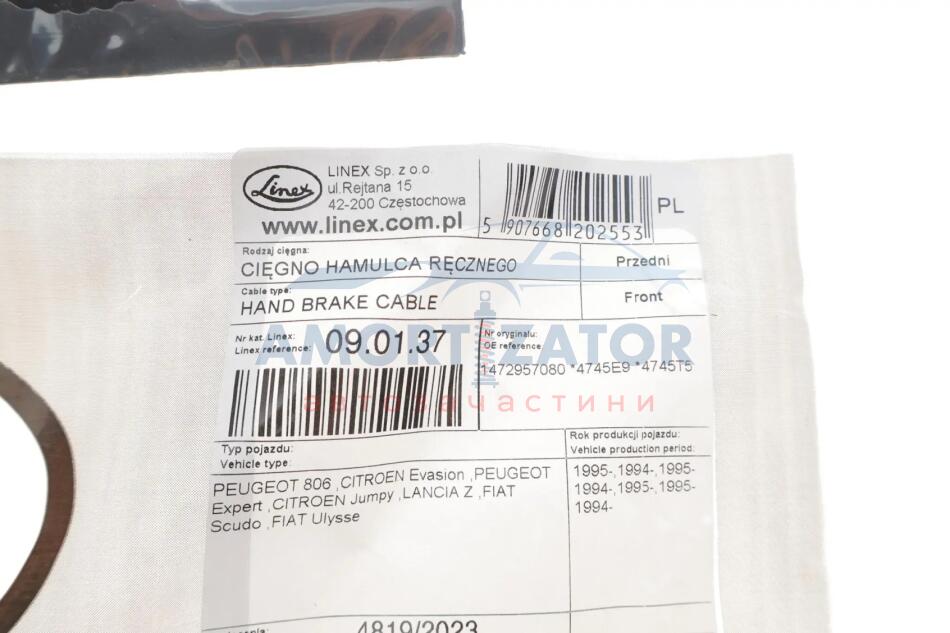 Linex
LINEX Sp. z o.o.
ul.Rejtana 15
42-200 Częstochowa
www.linex.com.pl
5 907668 202553
PL
Rodzaj cięgna:
CIĘGNO HAMULCA RĘCZNEGO
Przedni
Cable type:
HAND BRAKE CABLE
Front
Nr kat. Linex:
Linex reference:
09.01.37
Nr oryginału:
OE reference:
1472957080 *4745E9 *4745T5
AMORTIZATOR
автозапчастини
Typ pojazdu:
Vehicle type:
Rok produkcji pojazdu:
Vehicle production period:
PEUGEOT 806 ,CITROEN Evasion ,PEUGEOT
Expert ,CITROEN Jumpy ,LANCIA Z ,FIAT
Scudo ,FIAT Ulysse
1995-,1994-,1995-
1994-,1995-,1995-
1994-
4819/2023